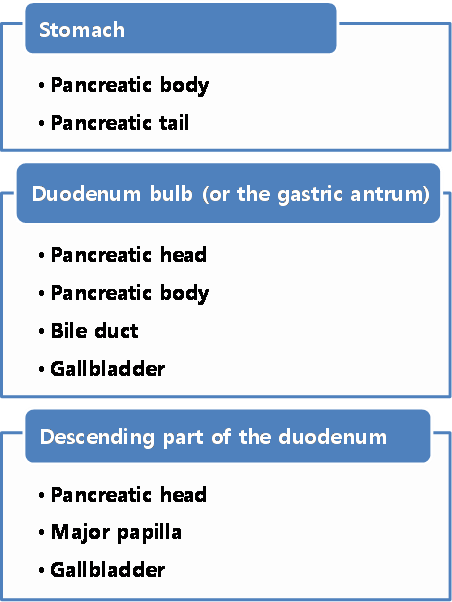 Stomach
• Pancreatic body
• Pancreatic tail
Duodenum bulb (or the gastric antrum)
• Pancreatic head
• Pancreatic body
• Bile duct
• Gallbladder
Descending part of the duodenum
• Pancreatic head
• Major papilla
• Gallbladder